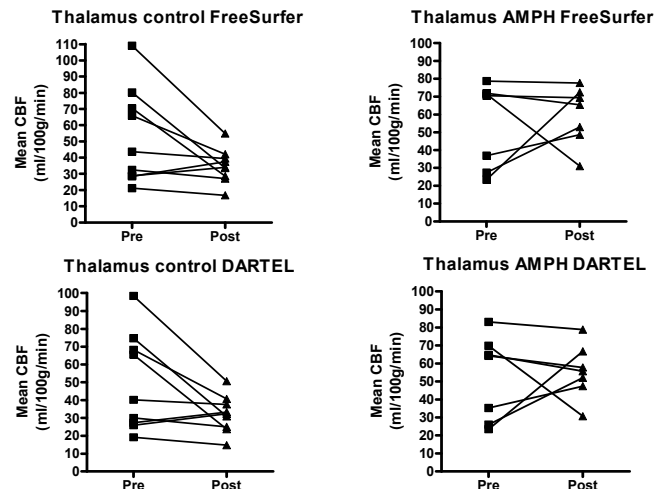 Thalamus control FreeSurfer
Mean CBF
(ml/100g/min)
110
100
90
80
70
60
50
40
30
20
10
0
Pre
Post
Thalamus AMPH FreeSurfer
Mean CBF
(ml/100g/min)
100
90
80
70
60
50
40
30
20
10
0
Pre
Post
Thalamus control DARTEL
Mean CBF
(ml/100g/min)
100
90
80
70
60
50
40
30
20
10
0
Pre
Post
Thalamus AMPH DARTEL
Mean CBF
(ml/100g/min)
100
90
80
70
60
50
40
30
20
10
0
Pre
Post